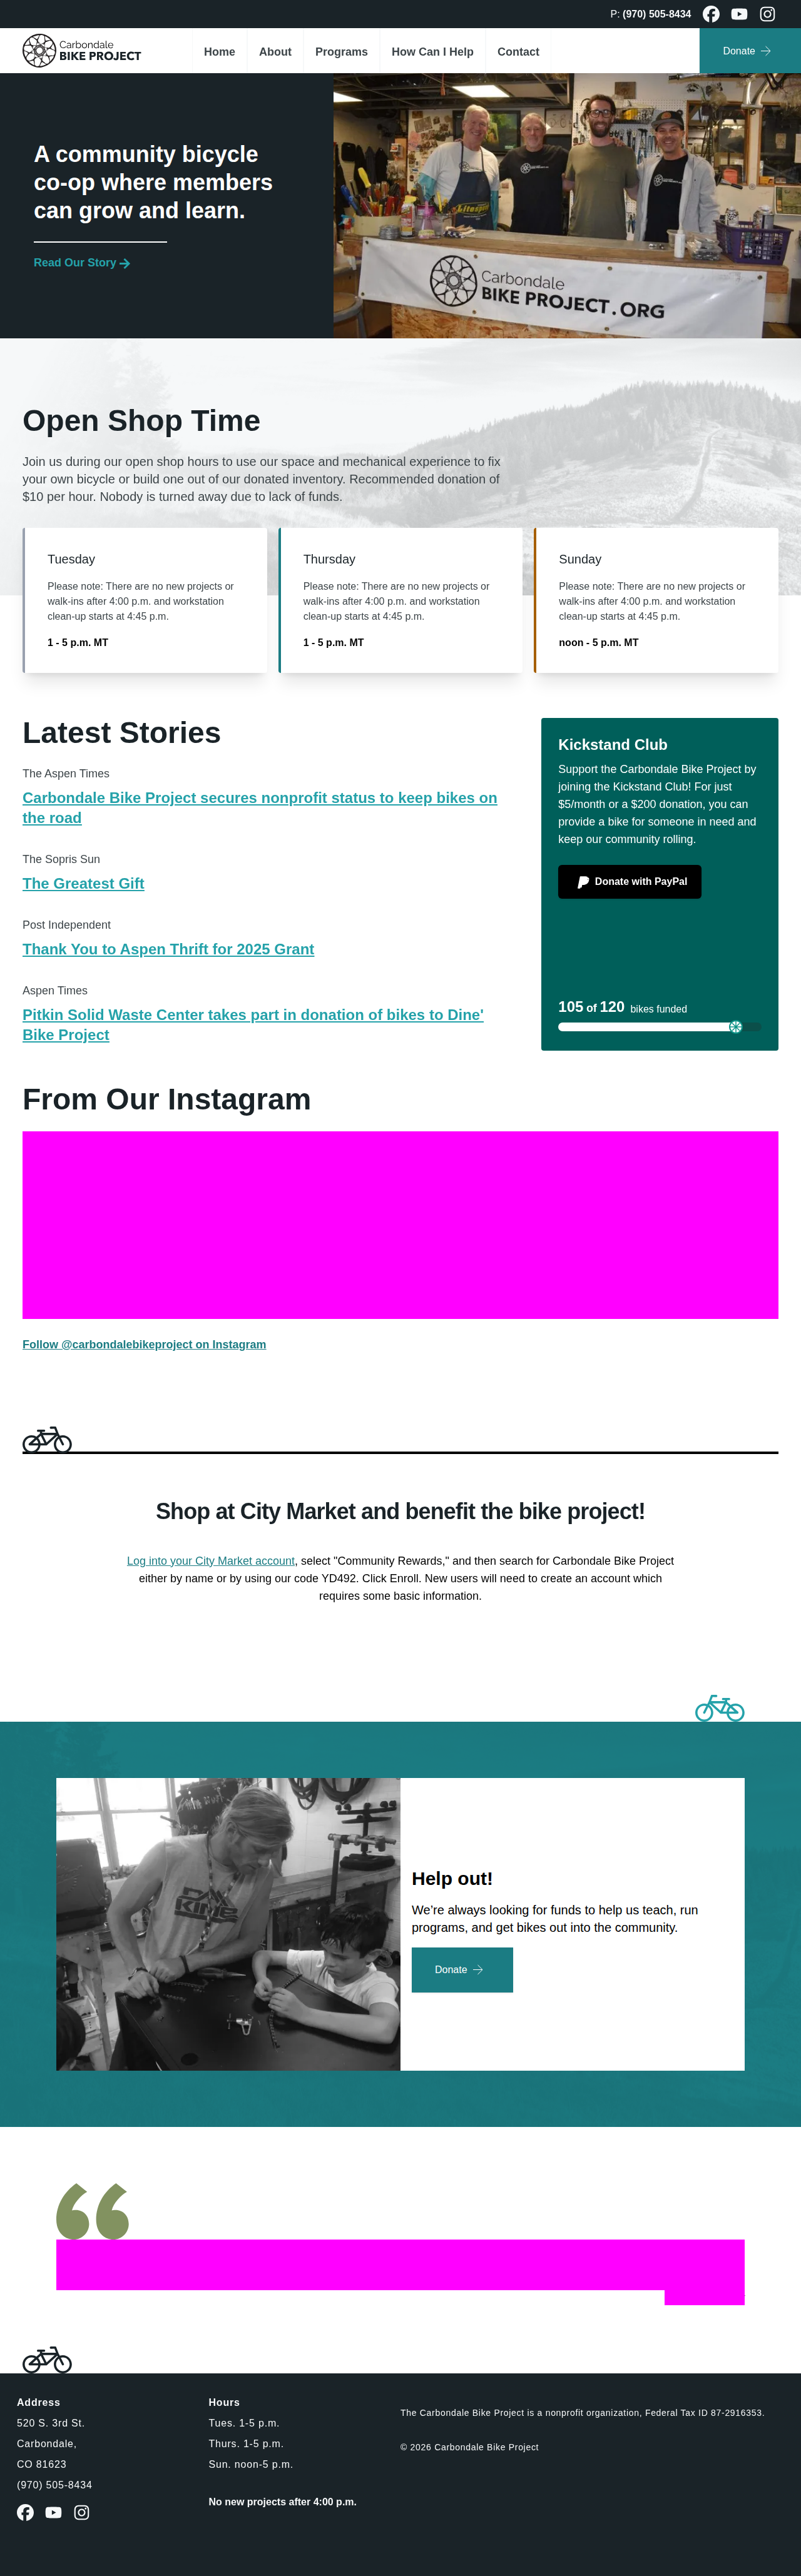 P: (970) 505-8434
Carbondale
BIKE PROJECT
Home
About
Programs
How Can I Help
Contact
Donate
A community bicycle
co-op where members
can grow and learn.
Read Our Story
Carbondale
BIKE PROJECT.ORG
Open Shop Time
Join us during our open shop hours to use our space and mechanical experience to fix
your own bicycle or build one out of our donated inventory. Recommended donation of
$10 per hour. Nobody is turned away due to lack of funds.
Tuesday
Please note: There are no new projects or
walk-ins after 4:00 p.m. and workstation
clean-up starts at 4:45 p.m.
1 - 5 p.m. MT
Thursday
Please note: There are no new projects or
walk-ins after 4:00 p.m. and workstation
clean-up starts at 4:45 p.m.
1 - 5 p.m. MT
Sunday
Please note: There are no new projects or
walk-ins after 4:00 p.m. and workstation
clean-up starts at 4:45 p.m.
noon - 5 p.m. MT
Latest Stories
The Aspen Times
Carbondale Bike Project secures nonprofit status to keep bikes on
the road
The Sopris Sun
The Greatest Gift
Post Independent
Thank You to Aspen Thrift for 2025 Grant
Aspen Times
Pitkin Solid Waste Center takes part in donation of bikes to Dine'
Bike Project
Kickstand Club
Support the Carbondale Bike Project by
joining the Kickstand Club! For just
$5/month or a $200 donation, you can
provide a bike for someone in need and
keep our community rolling.
Donate with PayPal
105 of 120 bikes funded
From Our Instagram
Follow @carbondalebikeproject on Instagram
Shop at City Market and benefit the bike project!
Log into your City Market account, select "Community Rewards," and then search for Carbondale Bike Project
either by name or by using our code YD492. Click Enroll. New users will need to create an account which
requires some basic information.
DAKINE
Help out!
We’re always looking for funds to help us teach, run
programs, and get bikes out into the community.
Donate
“
Address
520 S. 3rd St.
Carbondale,
CO 81623
(970) 505-8434
Hours
Tues. 1-5 p.m.
Thurs. 1-5 p.m.
Sun. noon-5 p.m.
No new projects after 4:00 p.m.
The Carbondale Bike Project is a nonprofit organization, Federal Tax ID 87-2916353.
© 2026 Carbondale Bike Project